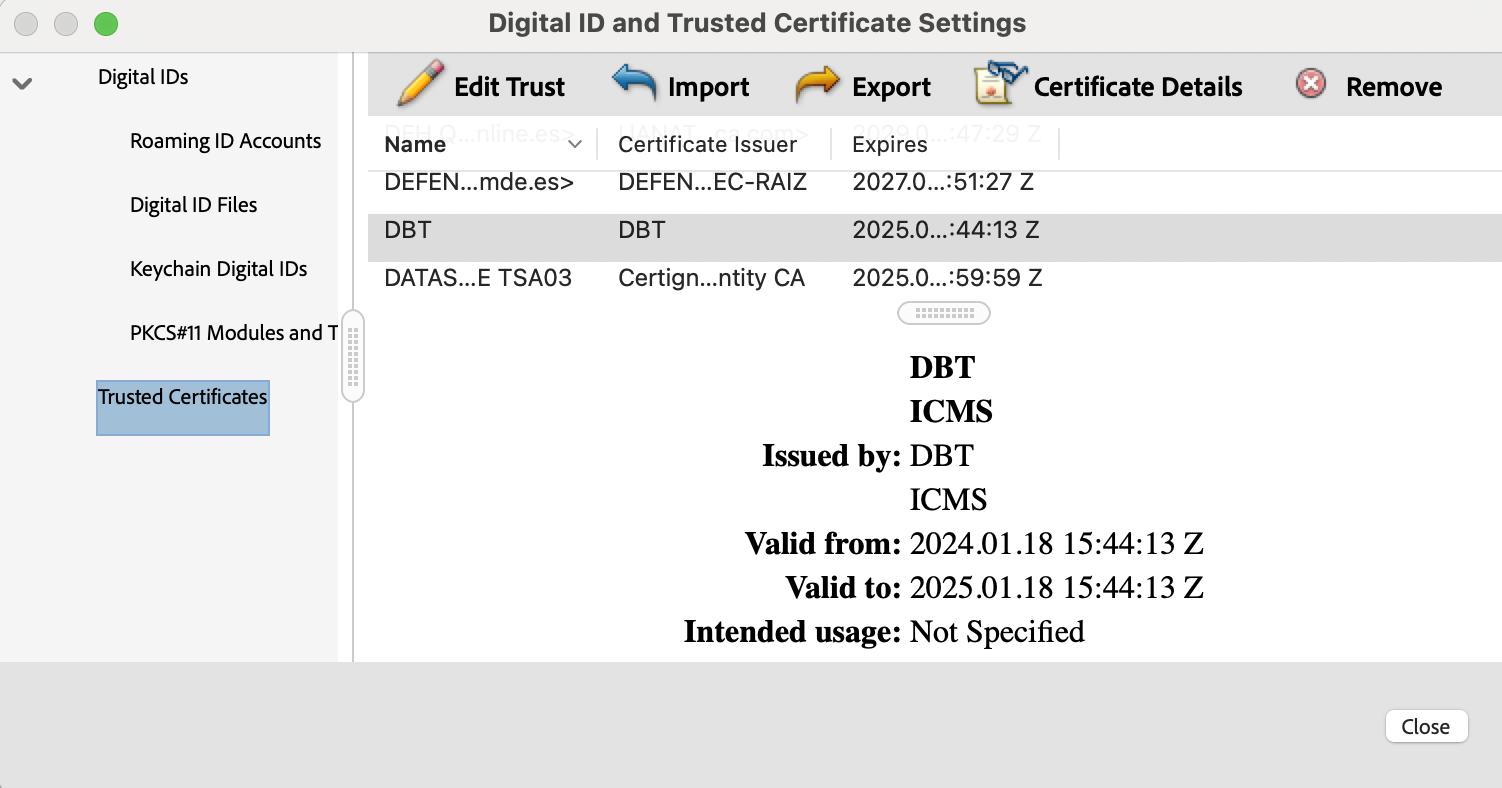 Digital ID and Trusted Certificate Settings
Digital IDs
Roaming ID Accounts
Digital ID Files
Keychain Digital IDs
PKCS#11 Modules and T
Trusted Certificates
Edit Trust Import Export Certificate Details Remove
Name Certificate Issuer Expires
DEFEN...mde.es> DEFEN...EC-RAIZ 2027.0...:51:27 Z
DBT DBT 2025.0...:44:13 Z
DATAS...E TSA03 Certign...ntity CA 2025.0...:59:59 Z
DBT
ICMS
Issued by: DBT
ICMS
Valid from: 2024.01.18 15:44:13 Z
Valid to: 2025.01.18 15:44:13 Z
Intended usage: Not Specified
Close